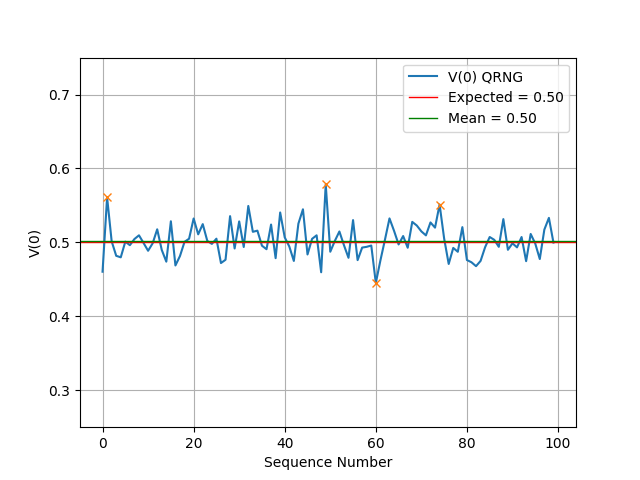 V(0) QRNG
Expected = 0.50
Mean = 0.50
0.7
0.6
0.5
0.4
0.3
V(0)
0 20 40 60 80 100
Sequence Number